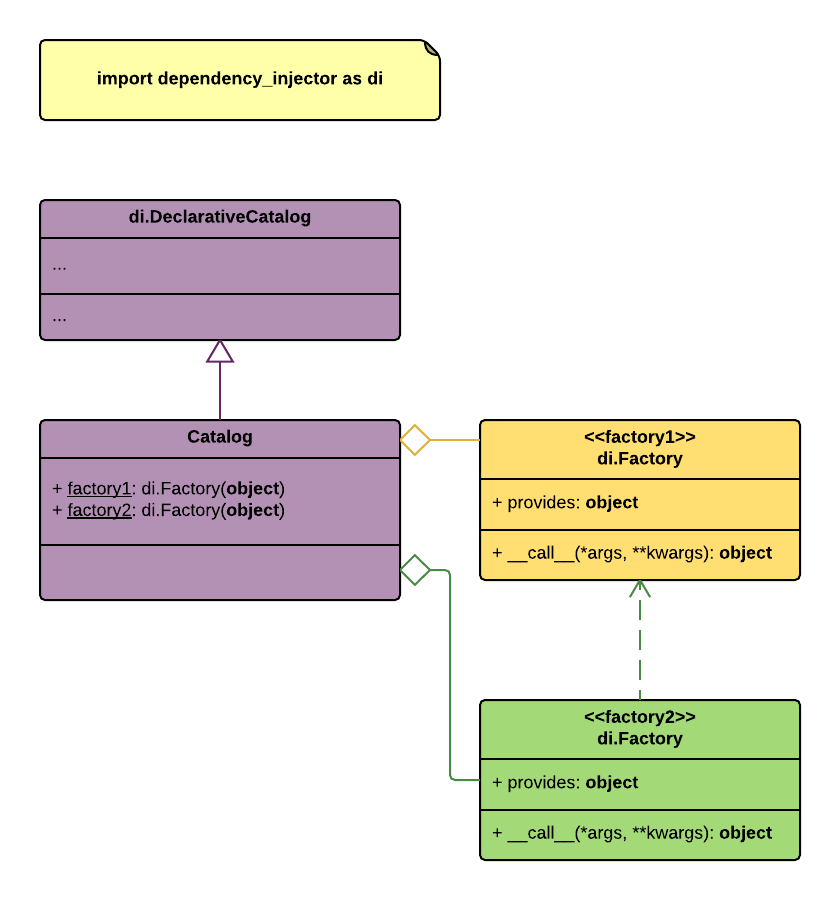 import dependency_injector as di
di.DeclarativeCatalog
...
...
Catalog
+ factory1: di.Factory(object)
+ factory2: di.Factory(object)
<<factory1>>
di.Factory
+ provides: object
+ __call__(*args, **kwargs): object
<<factory2>>
di.Factory
+ provides: object
+ __call__(*args, **kwargs): object